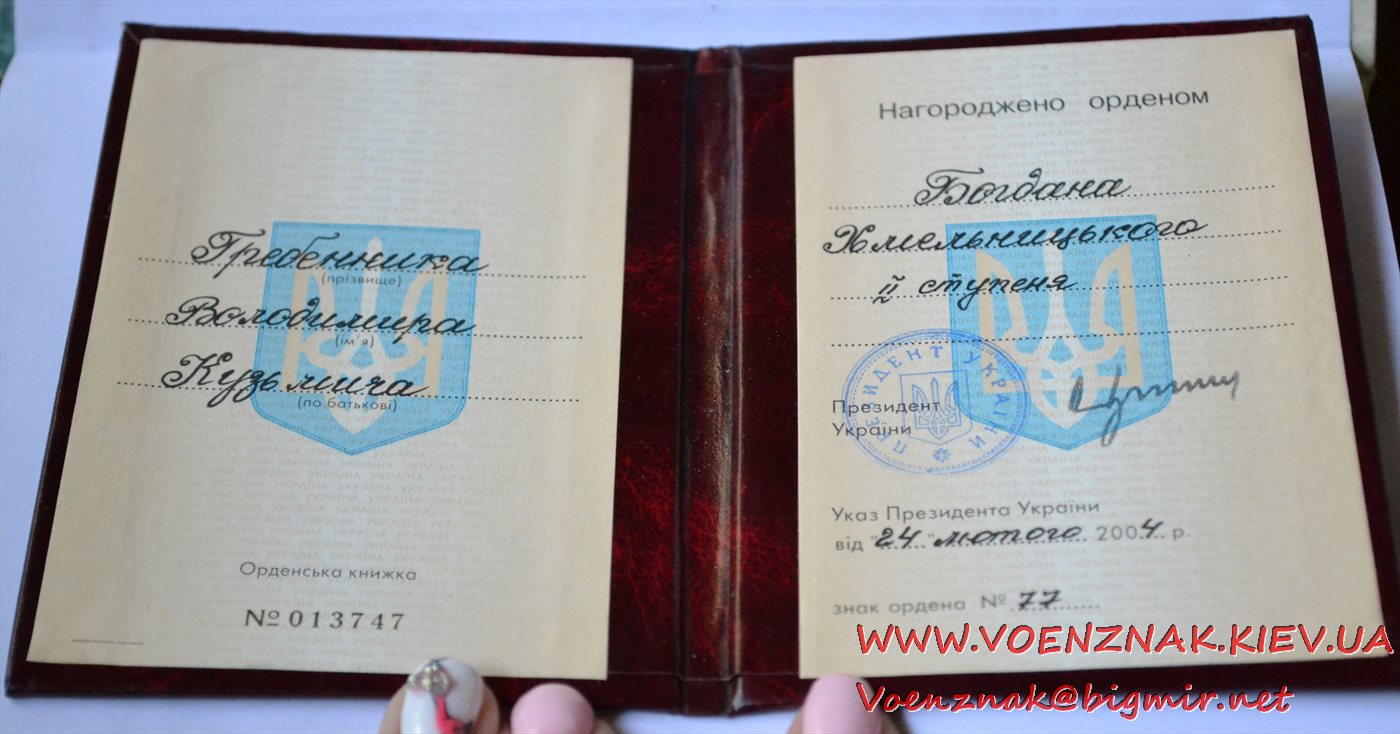 Гребенника
(прізвище)
Володимира
(ім'я)
Кузьмича
(по батькові)
Орденська книжка
№ 013747
Нагороджено орденом
Богдана
Хмельницького
ІІ ступеня
ПРЕЗИДЕНТ УКРАЇНИ
Президент
України
Указ Президента України
від "24" лютого 2004 р.
знак ордена № 77
WWW.VOENZNAK.KIEV.UA
Voenznak@bigmir.net